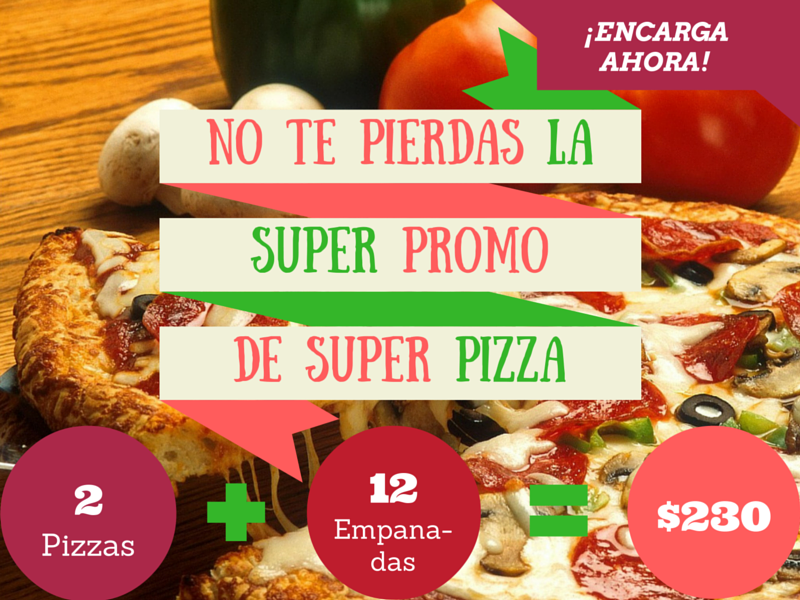 ¡ENCARGA
AHORA!
NO TE PIERDAS LA
SUPER PROMO
DE SUPER PIZZA
2
Pizzas
+
12
Empana-
das
=
$230